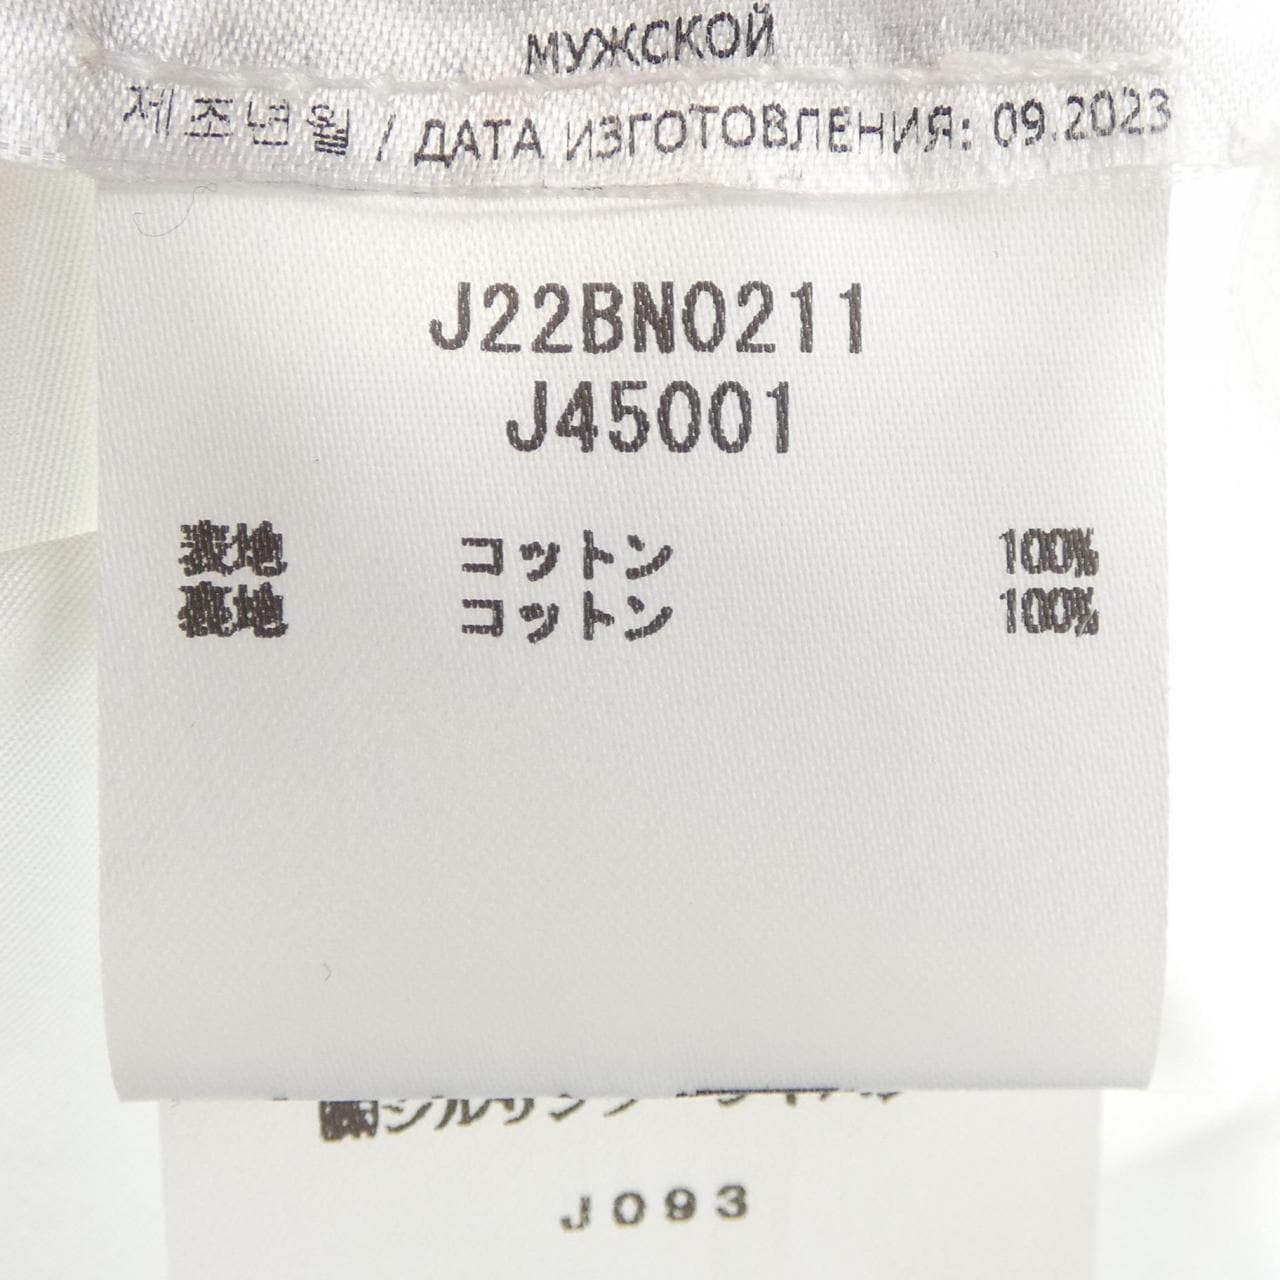 МУЖСКОЙ
제조년월 / ДАТА ИЗГОТОВЛЕНИЯ: 09.2023
J22BN0211
J45001
表地 コットン 100%
裏地 コットン 100%
J093